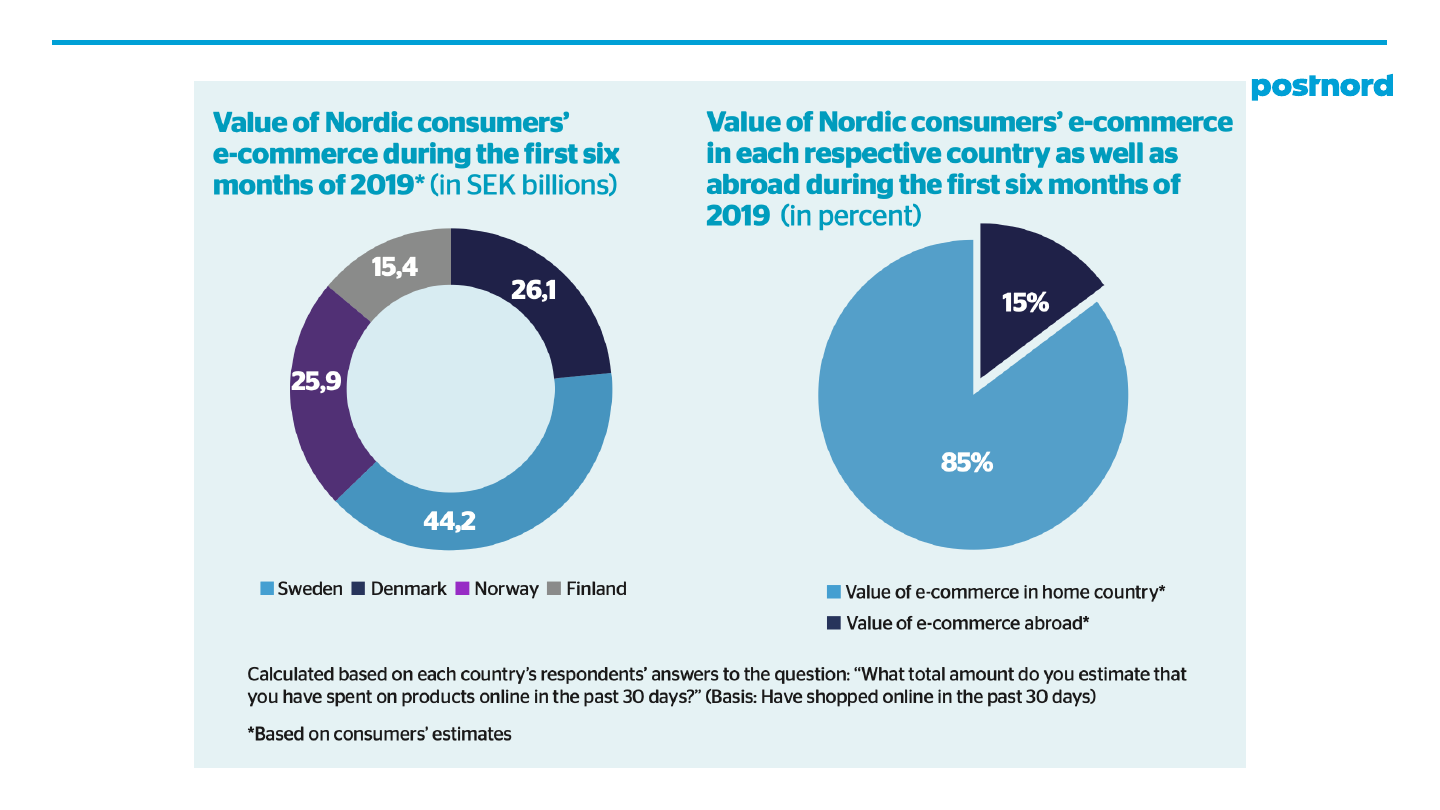 postnord
Value of Nordic consumers’
e-commerce during the first six
months of 2019* (in SEK billions)
15,4
26,1
25,9
44,2
Sweden Denmark Norway Finland
Value of Nordic consumers’ e-commerce
in each respective country as well as
abroad during the first six months of
2019 (in percent)
15%
85%
Value of e-commerce in home country*
Value of e-commerce abroad*
Calculated based on each country’s respondents’ answers to the question: “What total amount do you estimate that
you have spent on products online in the past 30 days?” (Basis: Have shopped online in the past 30 days)
*Based on consumers’ estimates